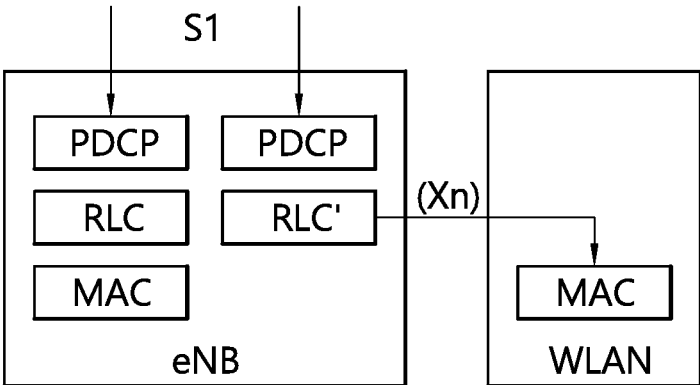 S1
PDCP PDCP
RLC RLC' (Xn)
MAC MAC
eNB WLAN